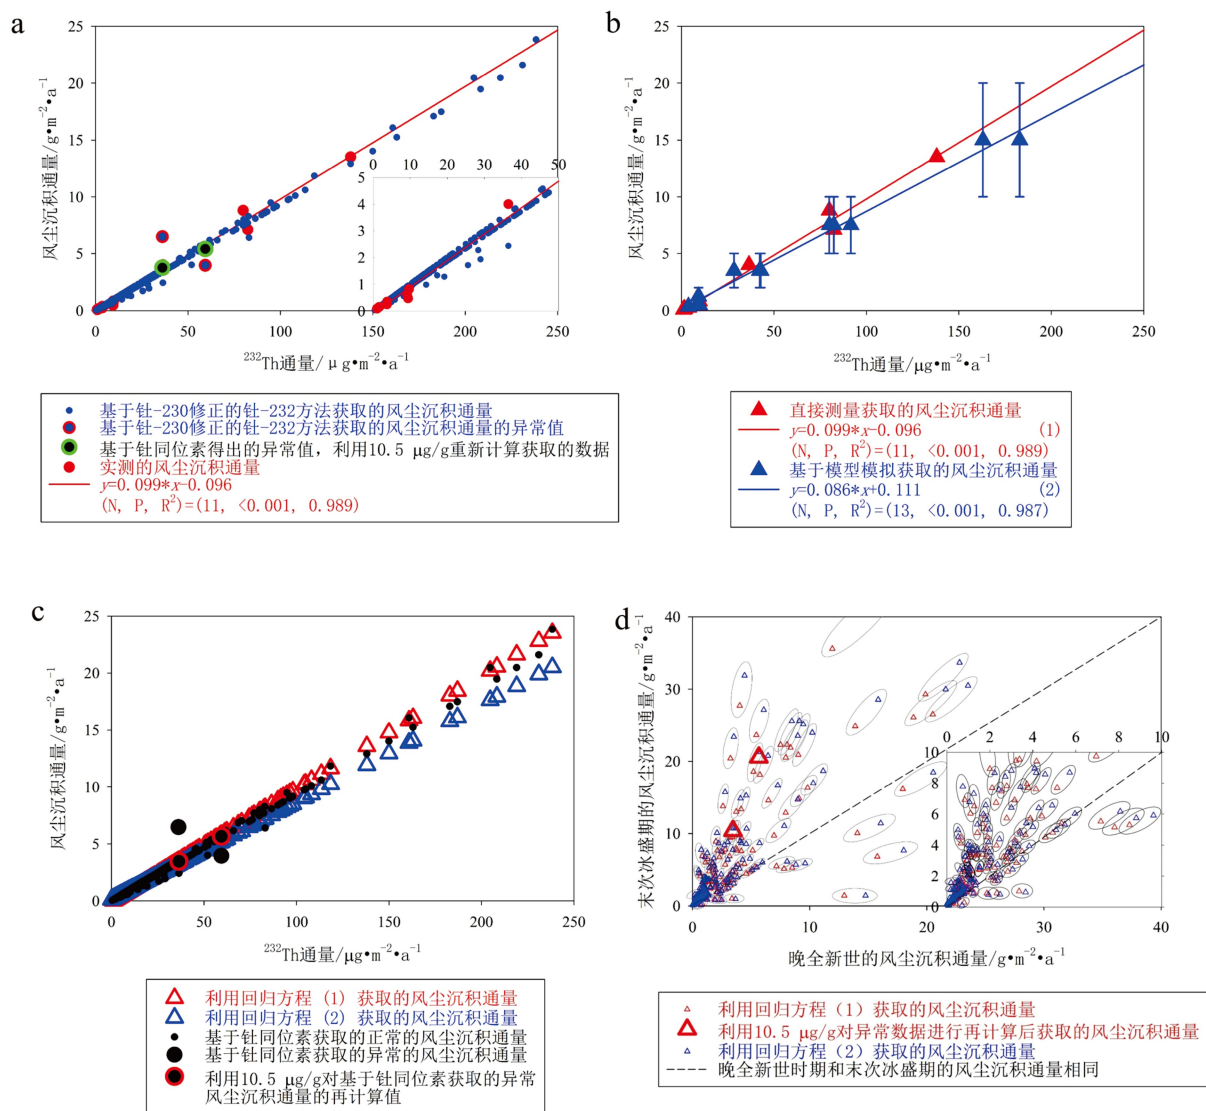 a
风尘沉积通量/g•m⁻²•a⁻¹
25
20
15
10
5
0
0 50 100 150 200 250
0 10 20 30 40 50
5
4
3
2
1
0
²³²Th通量/μg•m⁻²•a⁻¹
基于钍-230修正的钍-232方法获取的风尘沉积通量
基于钍-230修正的钍-232方法获取的风尘沉积通量的异常值
基于钍同位素得出的异常值，利用10.5 μg/g重新计算获取的数据
实测的风尘沉积通量
y=0.099*x-0.096
(N, P, R²)=(11, <0.001, 0.989)
b
风尘沉积通量/g•m⁻²•a⁻¹
25
20
15
10
5
0
0 50 100 150 200 250
²³²Th通量/μg•m⁻²•a⁻¹
直接测量获取的风尘沉积通量
y=0.099*x-0.096 (1)
(N, P, R²)=(11, <0.001, 0.989)
基于模型模拟获取的风尘沉积通量
y=0.086*x+0.111 (2)
(N, P, R²)=(13, <0.001, 0.987)
c
风尘沉积通量/g•m⁻²•a⁻¹
25
20
15
10
5
0
0 50 100 150 200 250
²³²Th通量/μg•m⁻²•a⁻¹
利用回归方程 (1) 获取的风尘沉积通量
利用回归方程 (2) 获取的风尘沉积通量
基于钍同位素获取的正常的风尘沉积通量
基于钍同位素获取的异常的风尘沉积通量
利用10.5 μg/g对基于钍同位素获取的异常
风尘沉积通量的再计算值
d
末次冰盛期的风尘沉积通量/g•m⁻²•a⁻¹
40
30
20
10
0
0 10 20 30 40
0 2 4 6 8 10
10
8
6
4
2
0
晚全新世的风尘沉积通量/g•m⁻²•a⁻¹
利用回归方程（1）获取的风尘沉积通量
利用10.5 μg/g对异常数据进行再计算后获取的风尘沉积通量
利用回归方程（2）获取的风尘沉积通量
晚全新世时期和末次冰盛期的风尘沉积通量相同